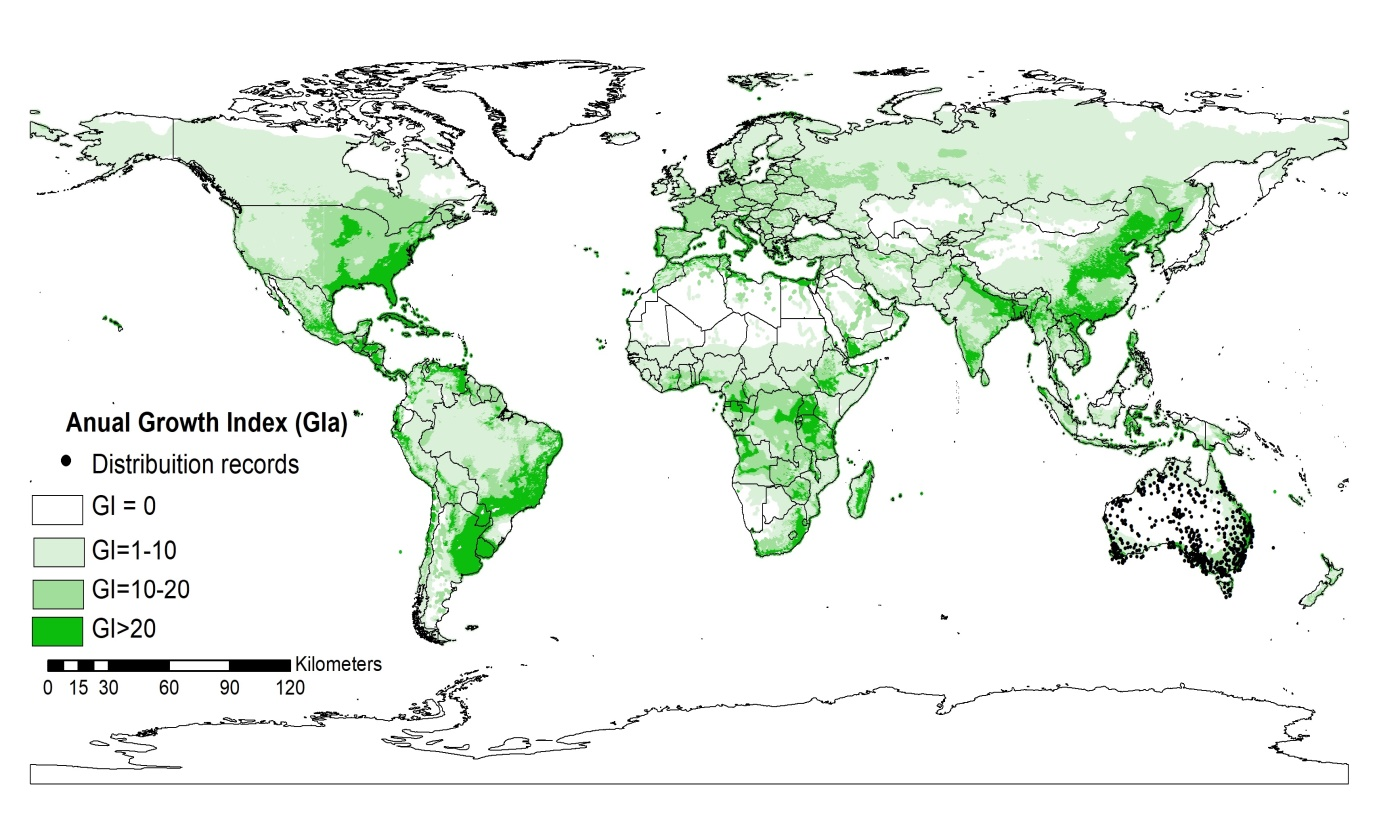 Anual Growth Index (GIa)
Distribuition records
GI = 0
GI=1-10
GI=10-20
GI>20
Kilometers
0 15 30 60 90 120